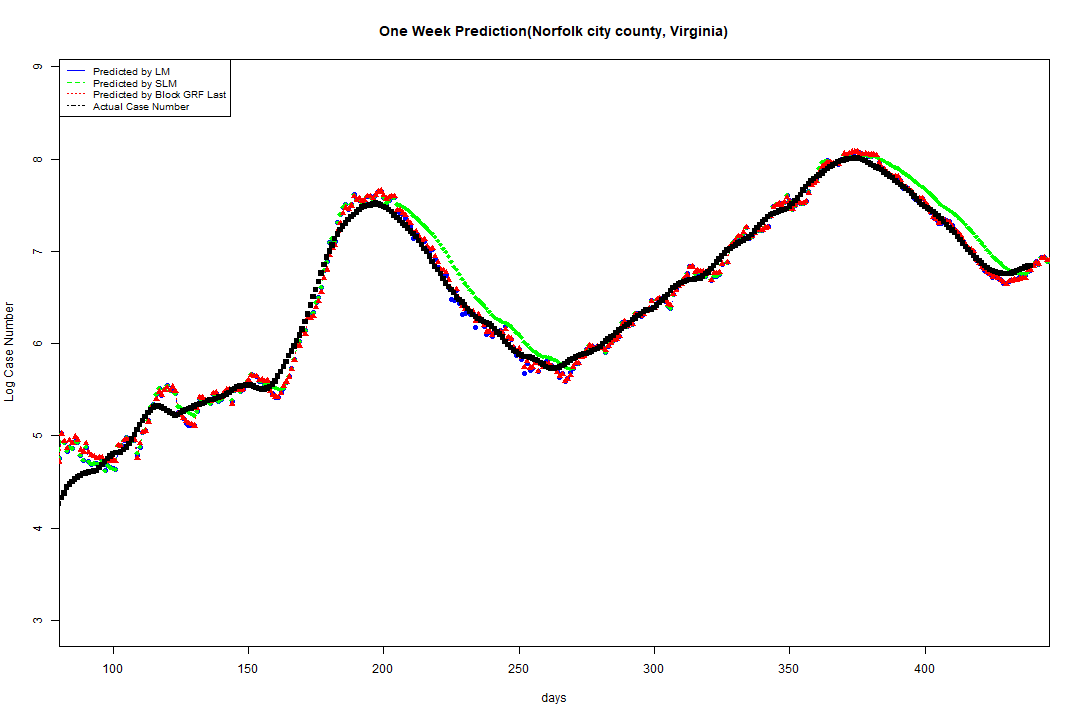 One Week Prediction(Norfolk city county, Virginia)
Predicted by LM
Predicted by SLM
Predicted by Block GRF Last
Actual Case Number
9
8
7
6
5
4
3
Log Case Number
100 150 200 250 300 350 400
days